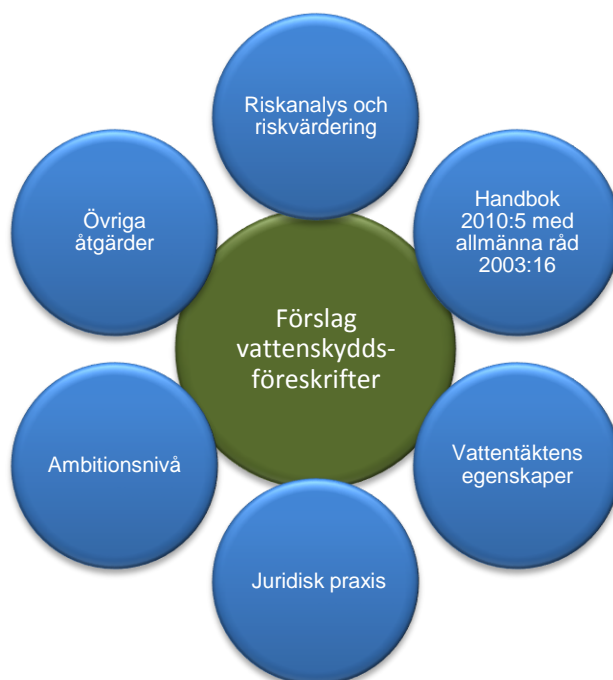 Riskanalys och
riskvärdering
Handbok
2010:5 med
allmänna råd
2003:16
Vattentäktens
egenskaper
Juridisk praxis
Ambitionsnivå
Övriga
åtgärder
Förslag
vattenskydds-
föreskrifter